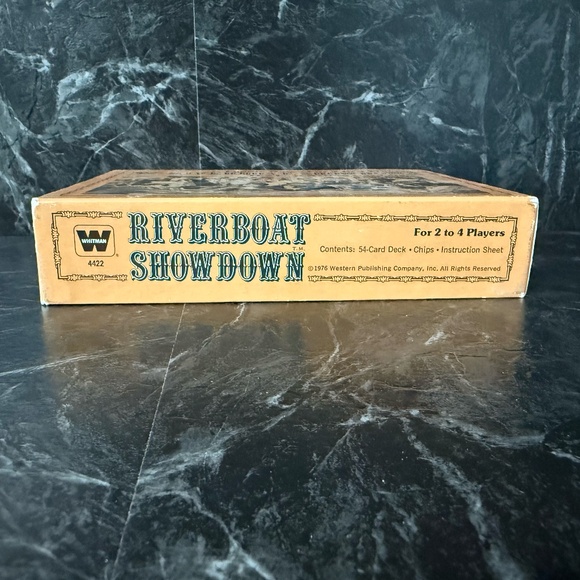 WHITMAN
®
4422
RIVERBOAT
SHOWDOWN
T.M.
For 2 to 4 Players
Contents: 54-Card Deck • Chips • Instruction Sheet
©1976 Western Publishing Company, Inc. All Rights Reserved